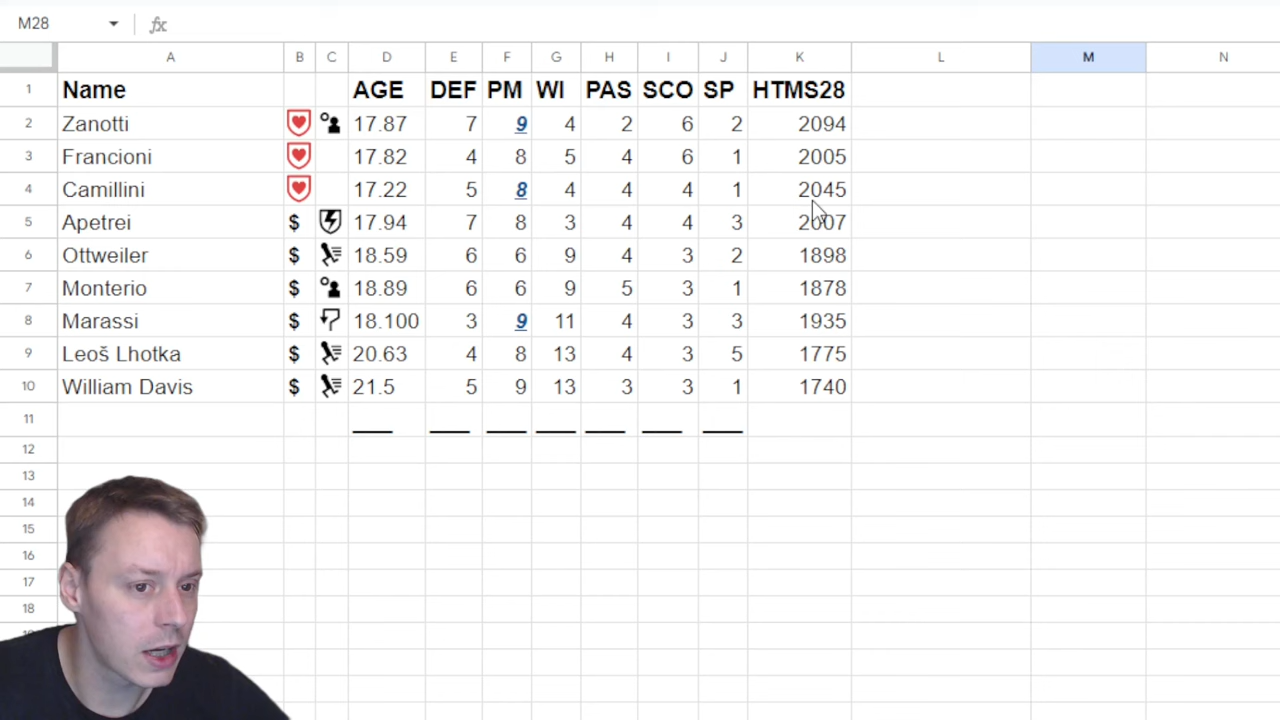 M28 fx
A B C D E F G H I J K L M N
1 Name AGE DEF PM WI PAS SCO SP HTMS28
2 Zanotti 17.87 7 9 4 2 6 2 2094
3 Francioni 17.82 4 8 5 4 6 1 2005
4 Camillini 17.22 5 8 4 4 4 1 2045
5 Apetrei $ 17.94 7 8 3 4 4 3 2007
6 Ottweiler $ 18.59 6 6 9 4 3 2 1898
7 Monterio $ 18.89 6 6 9 5 3 1 1878
8 Marassi $ 18.100 3 9 11 4 3 3 1935
9 Leoš Lhotka $ 20.63 4 8 13 4 3 5 1775
10 William Davis $ 21.5 5 9 13 3 3 1 1740
11
12
13
14
15
16
17
18